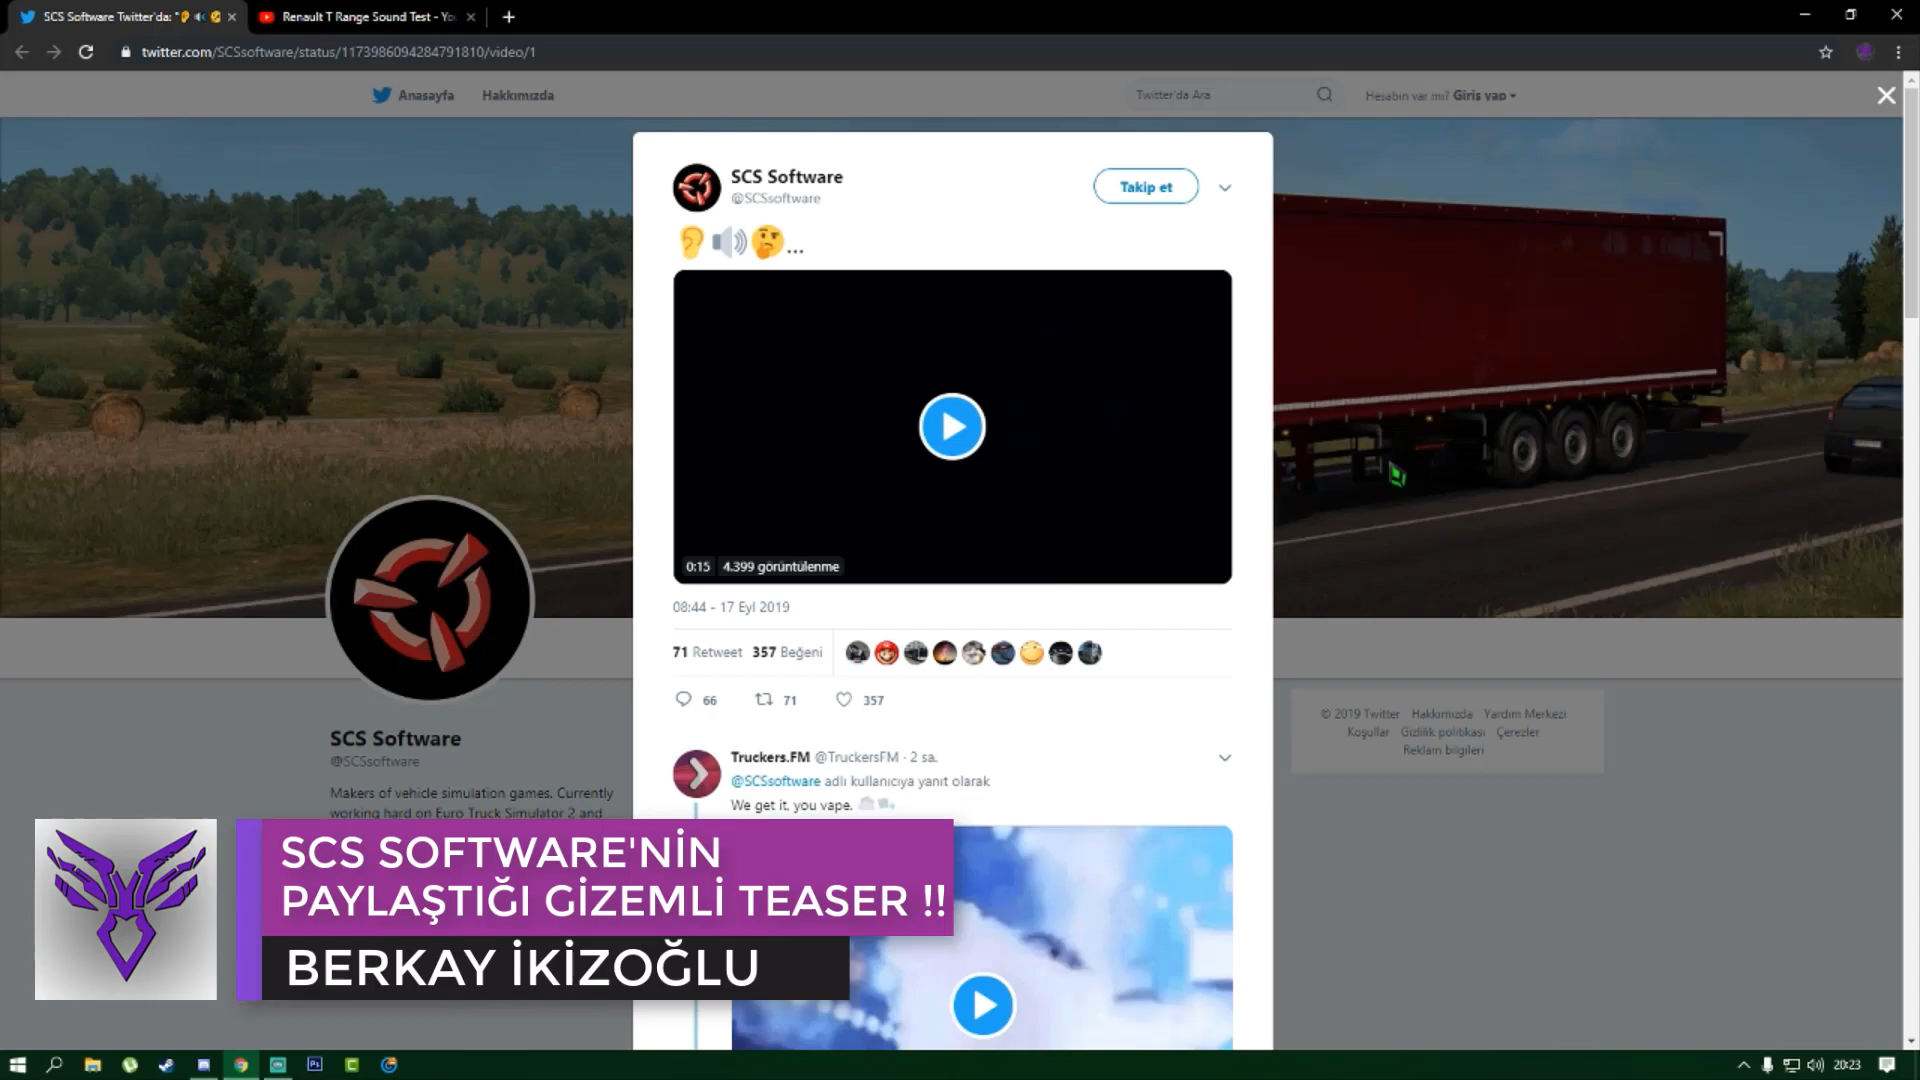 SCS Software Twitter'da: "
Renault T Range Sound Test - Yo
twitter.com/SCSsoftware/status/1173986094284791810/video/1
Anasayfa
Hakkımızda
Twitter'da Ara
Hesabın var mı? Giriş yap
SCS Software
@SCSsoftware
Takip et
...
0:15
4.399 görüntülenme
08:44 - 17 Eyl 2019
71 Retweet 357 Beğeni
66
71
357
Truckers.FM @TruckersFM · 2 sa.
@SCSsoftware adlı kullanıcıya yanıt olarak
We get it, you vape.
SCS Software
@SCSsoftware
Makers of vehicle simulation games. Currently
working hard on Euro Truck Simulator 2 and
© 2019 Twitter Hakkımızda Yardım Merkezi
Koşullar Gizlilik politikası Çerezler
Reklam bilgileri
SCS SOFTWARE'NİN
PAYLAŞTIĞI GİZEMLİ TEASER !!
BERKAY İKİZOĞLU
Ps
20:23